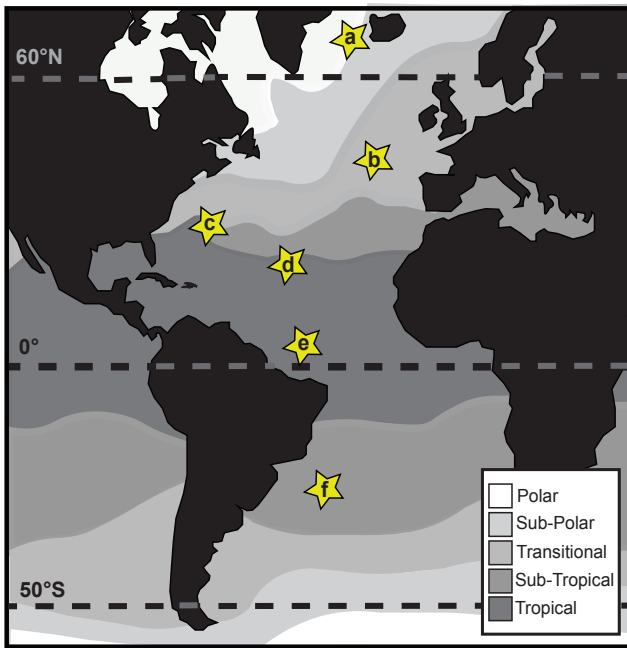 60°N
a
b
c
d
e
0°
f
Polar
Sub-Polar
Transitional
Sub-Tropical
Tropical
50°S